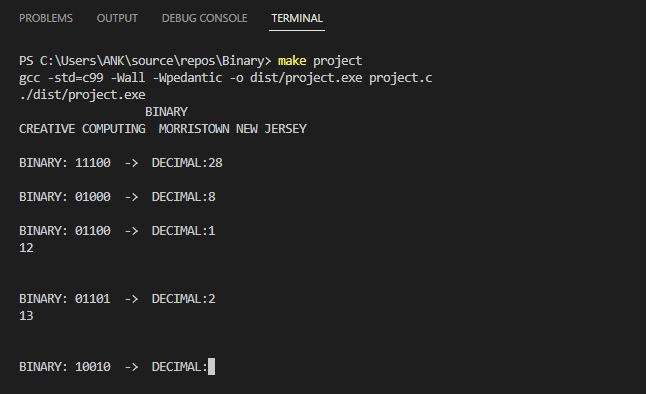 PROBLEMS OUTPUT DEBUG CONSOLE TERMINAL
PS C:\Users\ANK\source\repos\Binary> make project
gcc -std=c99 -Wall -Wpedantic -o dist/project.exe project.c
./dist/project.exe
BINARY
CREATIVE COMPUTING  MORRISTOWN NEW JERSEY
BINARY: 11100  ->  DECIMAL:28
BINARY: 01000  ->  DECIMAL:8
BINARY: 01100  ->  DECIMAL:1
12
BINARY: 01101  ->  DECIMAL:2
13
BINARY: 10010  ->  DECIMAL: